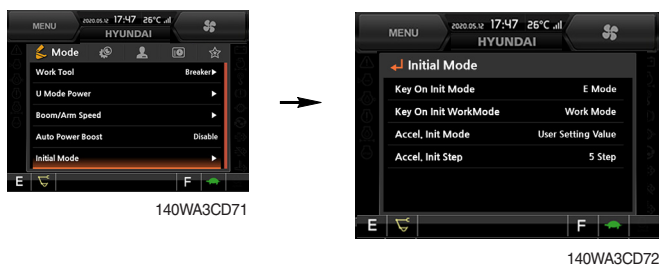 MENU
2020.05.12 17:47 26°C
HYUNDAI
Mode
Work Tool Breaker▶
U Mode Power ▶
Boom/Arm Speed ▶
Auto Power Boost Disable
Initial Mode ▶
E F
140WA3CD71
MENU
2020.05.12 17:47 26°C
HYUNDAI
Initial Mode
Key On Init Mode E Mode
Key On Init WorkMode Work Mode
Accel, Init Mode User Setting Value
Accel, Init Step 5 Step
E F
140WA3CD72